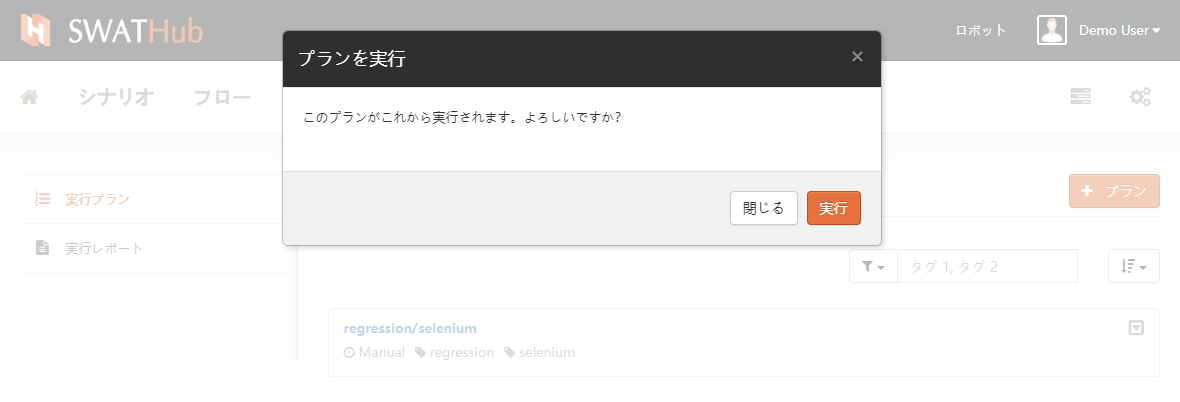 SWATHub
ロボット
Demo User
シナリオ
フロー
プランを実行
×
このプランがこれから実行されます。よろしいですか?
閉じる
実行
実行プラン
実行レポート
プラン
タグ 1, タグ 2
regression/selenium
Manual regression selenium